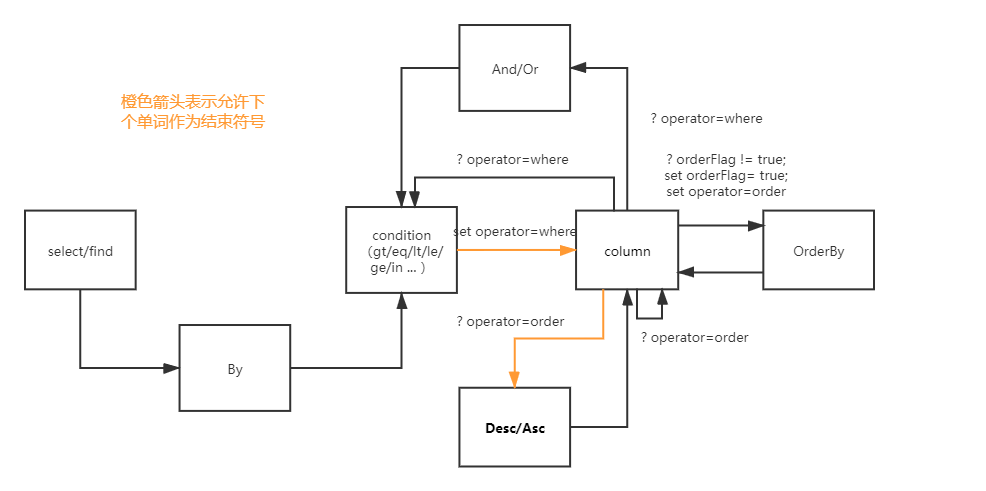 And/Or
橙色箭头表示允许下
个单词作为结束符号
? operator=where
? operator=where
? orderFlag != true;
set orderFlag= true;
set operator=order
select/find
condition
（gt/eq/lt/le/
ge/in ... ）
set operator=where
column
OrderBy
? operator=order
? operator=order
By
Desc/Asc